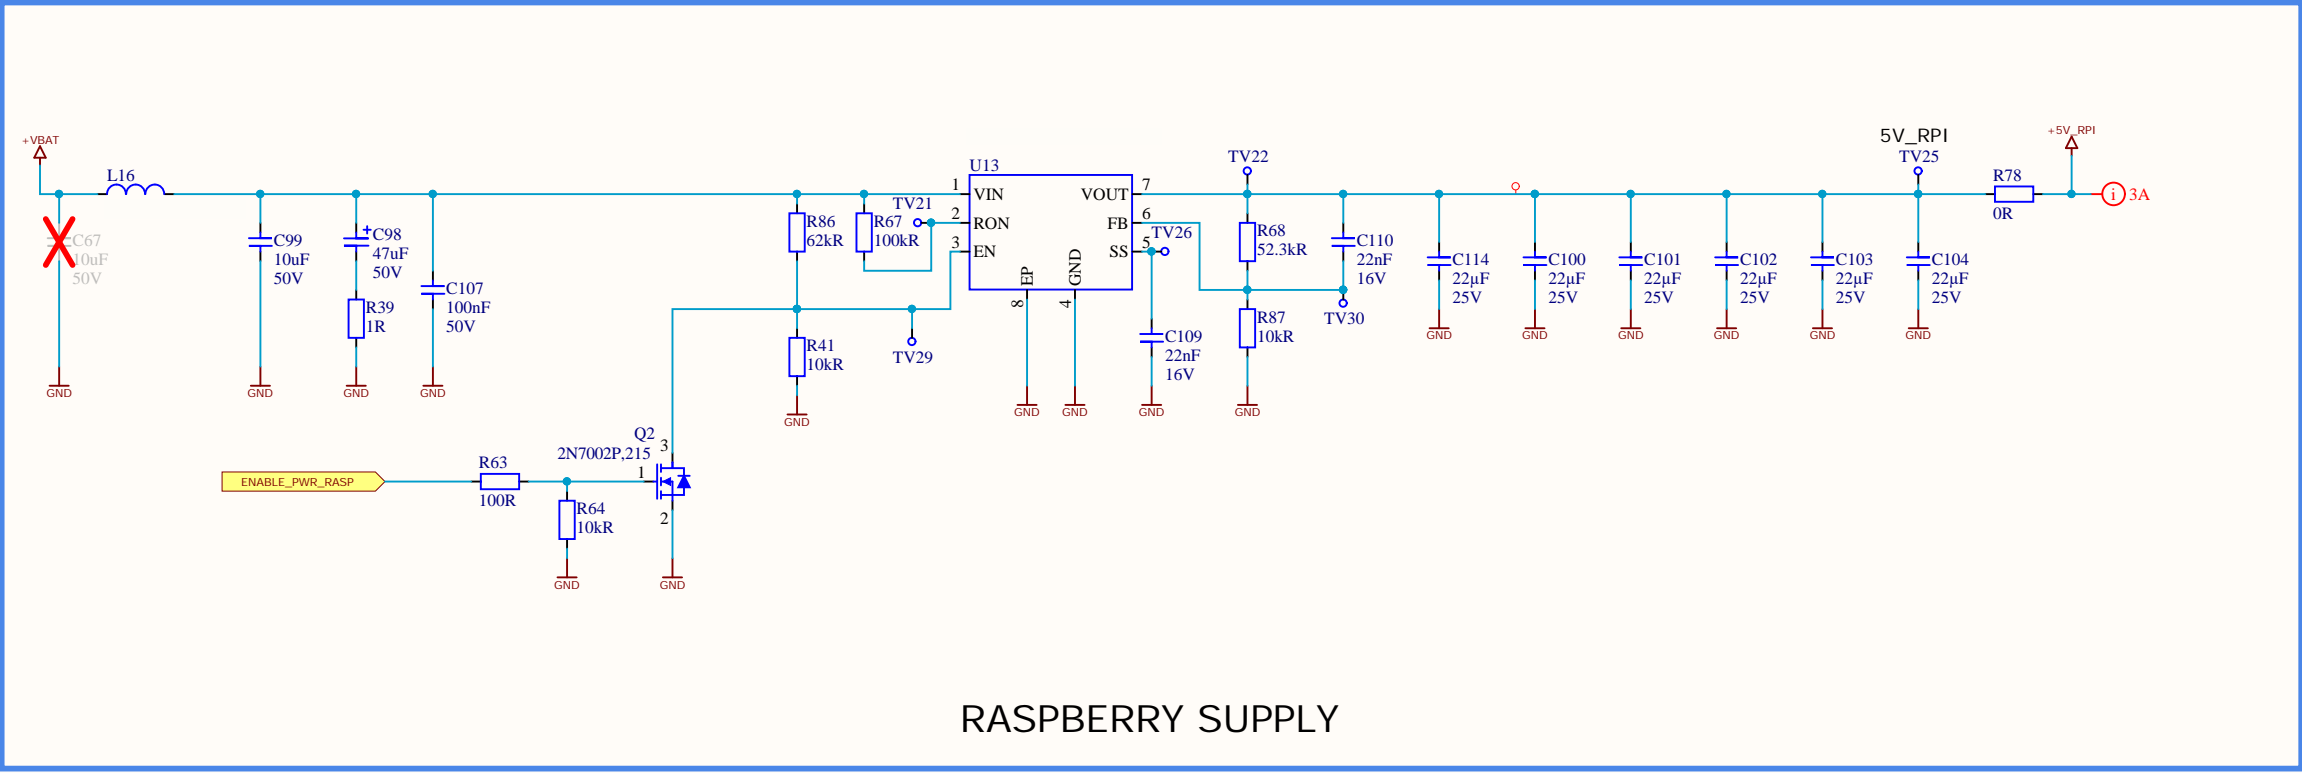 +VBAT
L16
C67
10uF
50V
GND
C99
10uF
50V
GND
+
C98
47uF
50V
R39
1R
GND
C107
100nF
50V
GND
R86
62kR
R67
100kR
TV21
R41
10kR
GND
TV29
U13
1
VIN
2
RON
3
EN
VOUT
7
FB
6
SS
5
EP
8
GND
4
GND
GND
TV26
C109
22nF
16V
GND
TV22
R68
52.3kR
R87
10kR
GND
C110
22nF
16V
TV30
C114
22µF
25V
GND
C100
22µF
25V
GND
C101
22µF
25V
GND
C102
22µF
25V
GND
C103
22µF
25V
GND
C104
22µF
25V
GND
5V_RPI
TV25
R78
0R
+5V_RPI
i
3A
ENABLE_PWR_RASP
R63
100R
R64
10kR
GND
Q2
2N7002P,215
3
1
2
GND
RASPBERRY SUPPLY